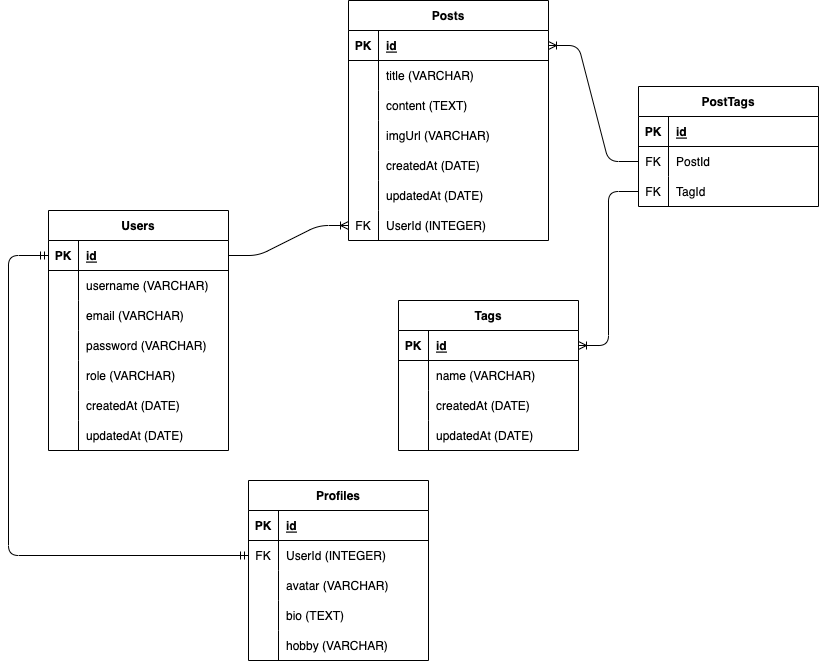 Posts
PK id
title (VARCHAR)
content (TEXT)
imgUrl (VARCHAR)
createdAt (DATE)
updatedAt (DATE)
FK UserId (INTEGER)
PostTags
PK id
FK PostId
FK TagId
Users
PK id
username (VARCHAR)
email (VARCHAR)
password (VARCHAR)
role (VARCHAR)
createdAt (DATE)
updatedAt (DATE)
Tags
PK id
name (VARCHAR)
createdAt (DATE)
updatedAt (DATE)
Profiles
PK id
FK UserId (INTEGER)
avatar (VARCHAR)
bio (TEXT)
hobby (VARCHAR)